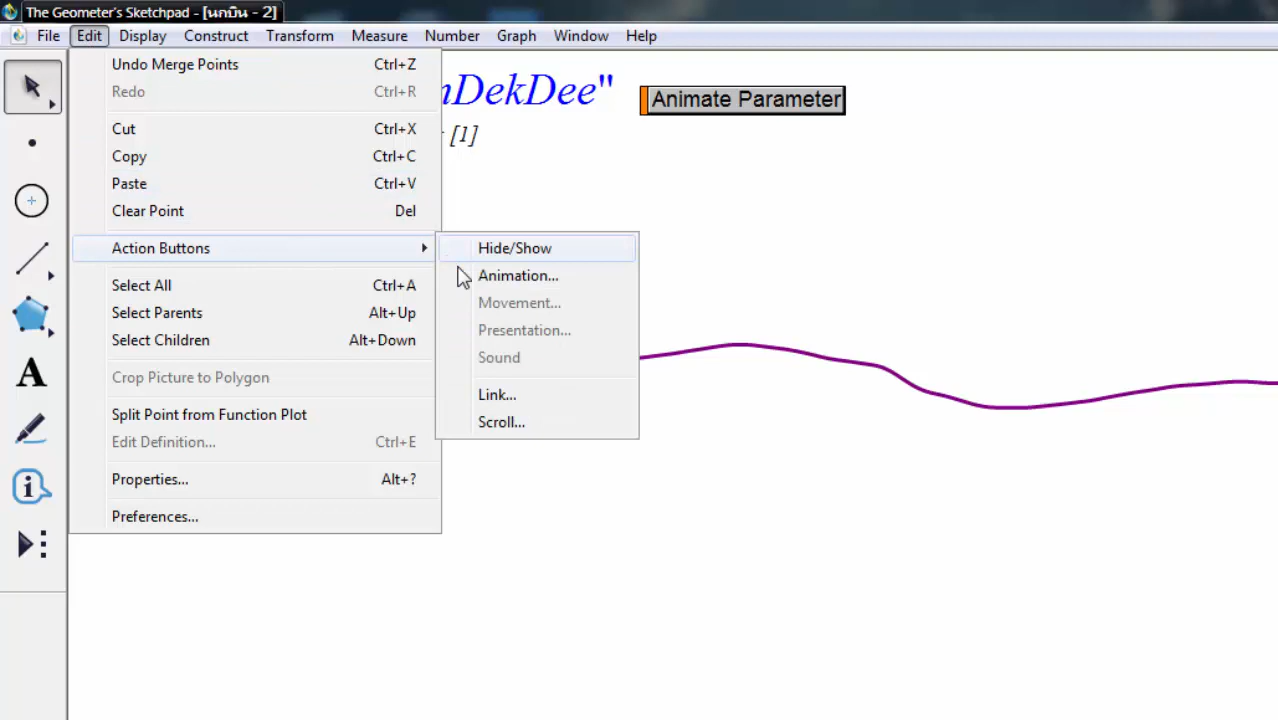 The Geometer's Sketchpad - [นกบิน - 2]
File Edit Display Construct Transform Measure Number Graph Window Help
Undo Merge Points Ctrl+Z
Redo Ctrl+R
Cut Ctrl+X
Copy Ctrl+C
Paste Ctrl+V
Clear Point Del
Action Buttons
Select All Ctrl+A
Select Parents Alt+Up
Select Children Alt+Down
Crop Picture to Polygon
Split Point from Function Plot
Edit Definition... Ctrl+E
Properties... Alt+?
Preferences...
Hide/Show
Animation...
Movement...
Presentation...
Sound
Link...
Scroll...
DekDee"
[1]
Animate Parameter
A
i